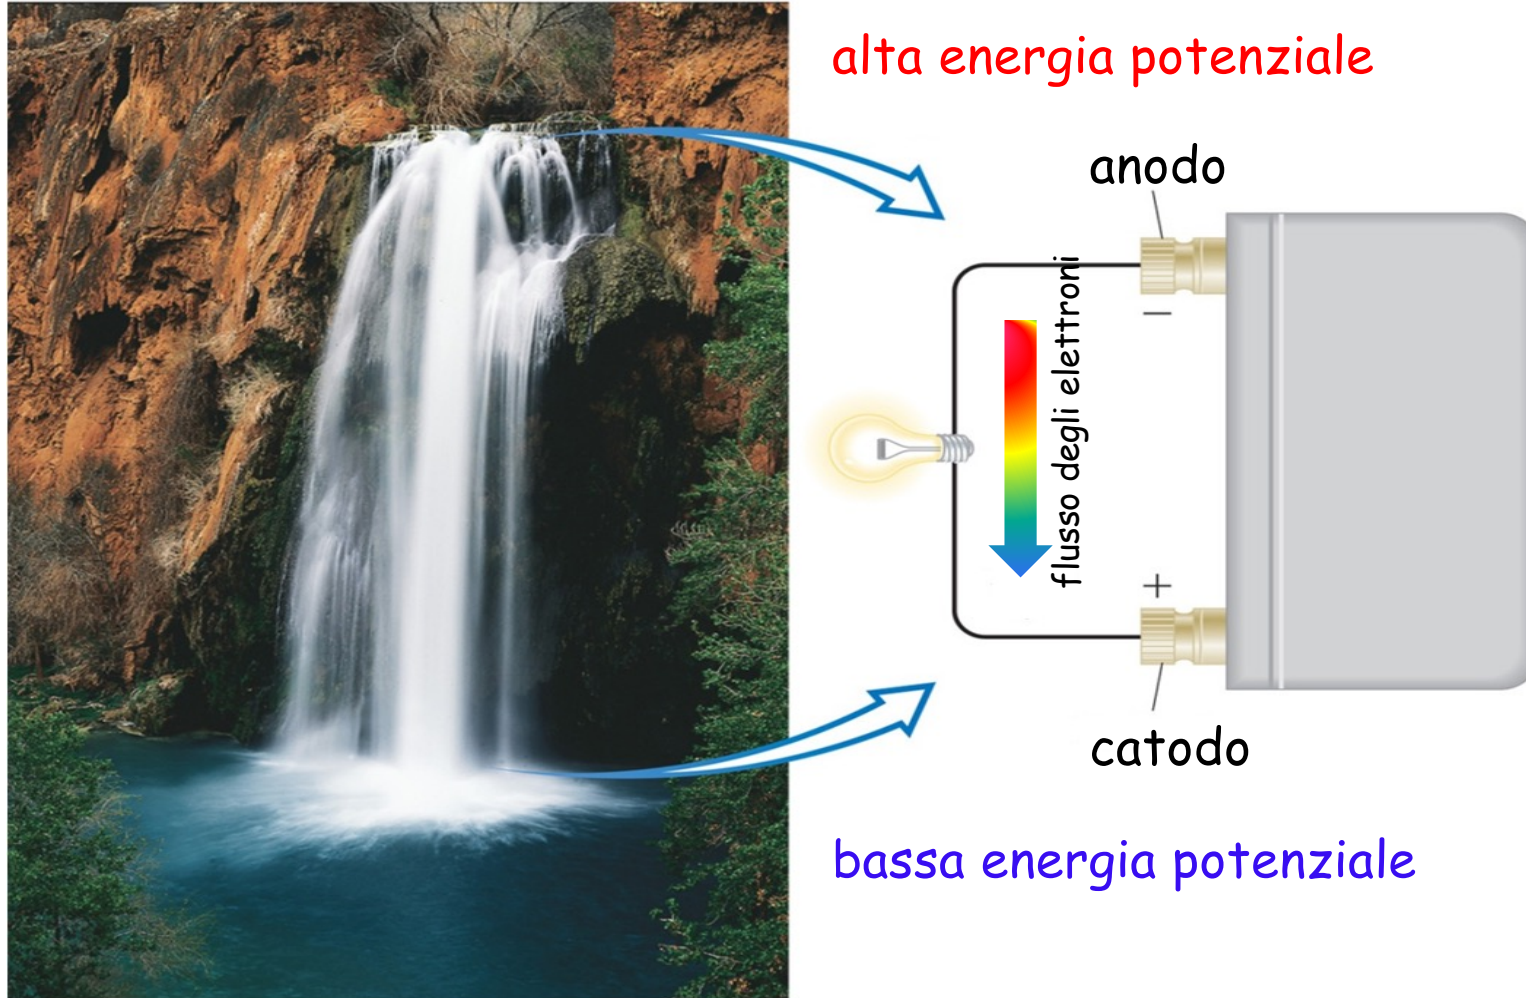 alta energia potenziale
anodo
−
flusso degli elettroni
+
catodo
bassa energia potenziale